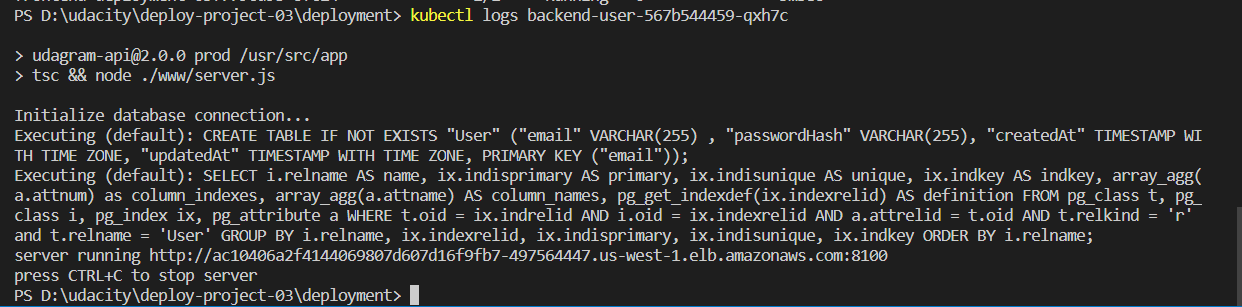 PS D:\udacity\deploy-project-03\deployment> kubectl logs backend-user-567b544459-qxh7c
> udagram-api@2.0.0 prod /usr/src/app
> tsc && node ./www/server.js
Initialize database connection...
Executing (default): CREATE TABLE IF NOT EXISTS "User" ("email" VARCHAR(255) , "passwordHash" VARCHAR(255), "createdAt" TIMESTAMP WI
TH TIME ZONE, "updatedAt" TIMESTAMP WITH TIME ZONE, PRIMARY KEY ("email"));
Executing (default): SELECT i.relname AS name, ix.indisprimary AS primary, ix.indisunique AS unique, ix.indkey AS indkey, array_agg(
a.attnum) as column_indexes, array_agg(a.attname) AS column_names, pg_get_indexdef(ix.indexrelid) AS definition FROM pg_class t, pg_
class i, pg_index ix, pg_attribute a WHERE t.oid = ix.indrelid AND i.oid = ix.indexrelid AND a.attrelid = t.oid AND t.relkind = 'r'
and t.relname = 'User' GROUP BY i.relname, ix.indexrelid, ix.indisprimary, ix.indisunique, ix.indkey ORDER BY i.relname;
server running http://ac10406a2f4144069807d607d16f9fb7-497564447.us-west-1.elb.amazonaws.com:8100
press CTRL+C to stop server
PS D:\udacity\deploy-project-03\deployment>